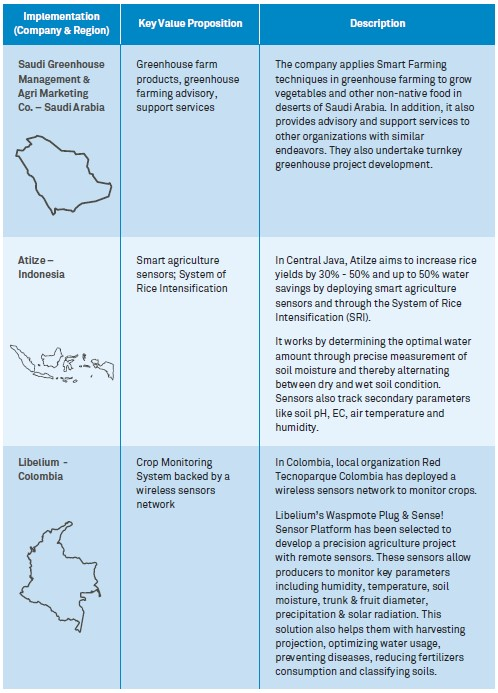 Implementation
(Company & Region)
Key Value Proposition
Description
Saudi Greenhouse
Management &
Agri Marketing
Co. – Saudi Arabia
Greenhouse farm
products, greenhouse
farming advisory,
support services
The company applies Smart Farming
techniques in greenhouse farming to grow
vegetables and other non-native food in
deserts of Saudi Arabia. In addition, it also
provides advisory and support services to
other organizations with similar
endeavors. They also undertake turnkey
greenhouse project development.
Atilze –
Indonesia
Smart agriculture
sensors; System of
Rice Intensification
In Central Java, Atilze aims to increase rice
yields by 30% - 50% and up to 50% water
savings by deploying smart agriculture
sensors and through the System of Rice
Intensification (SRI).
It works by determining the optimal water
amount through precise measurement of
soil moisture and thereby alternating
between dry and wet soil condition.
Sensors also track secondary parameters
like soil pH, EC, air temperature and
humidity.
Libelium -
Colombia
Crop Monitoring
System backed by a
wireless sensors
network
In Colombia, local organization Red
Tecnoparque Colombia has deployed a
wireless sensors network to monitor crops.
Libelium's Waspmote Plug & Sense!
Sensor Platform has been selected to
develop a precision agriculture project
with remote sensors. These sensors allow
producers to monitor key parameters
including humidity, temperature, soil
moisture, trunk & fruit diameter,
precipitation & solar radiation. This
solution also helps them with harvesting
projection, optimizing water usage,
preventing diseases, reducing fertilizers
consumption and classifying soils.